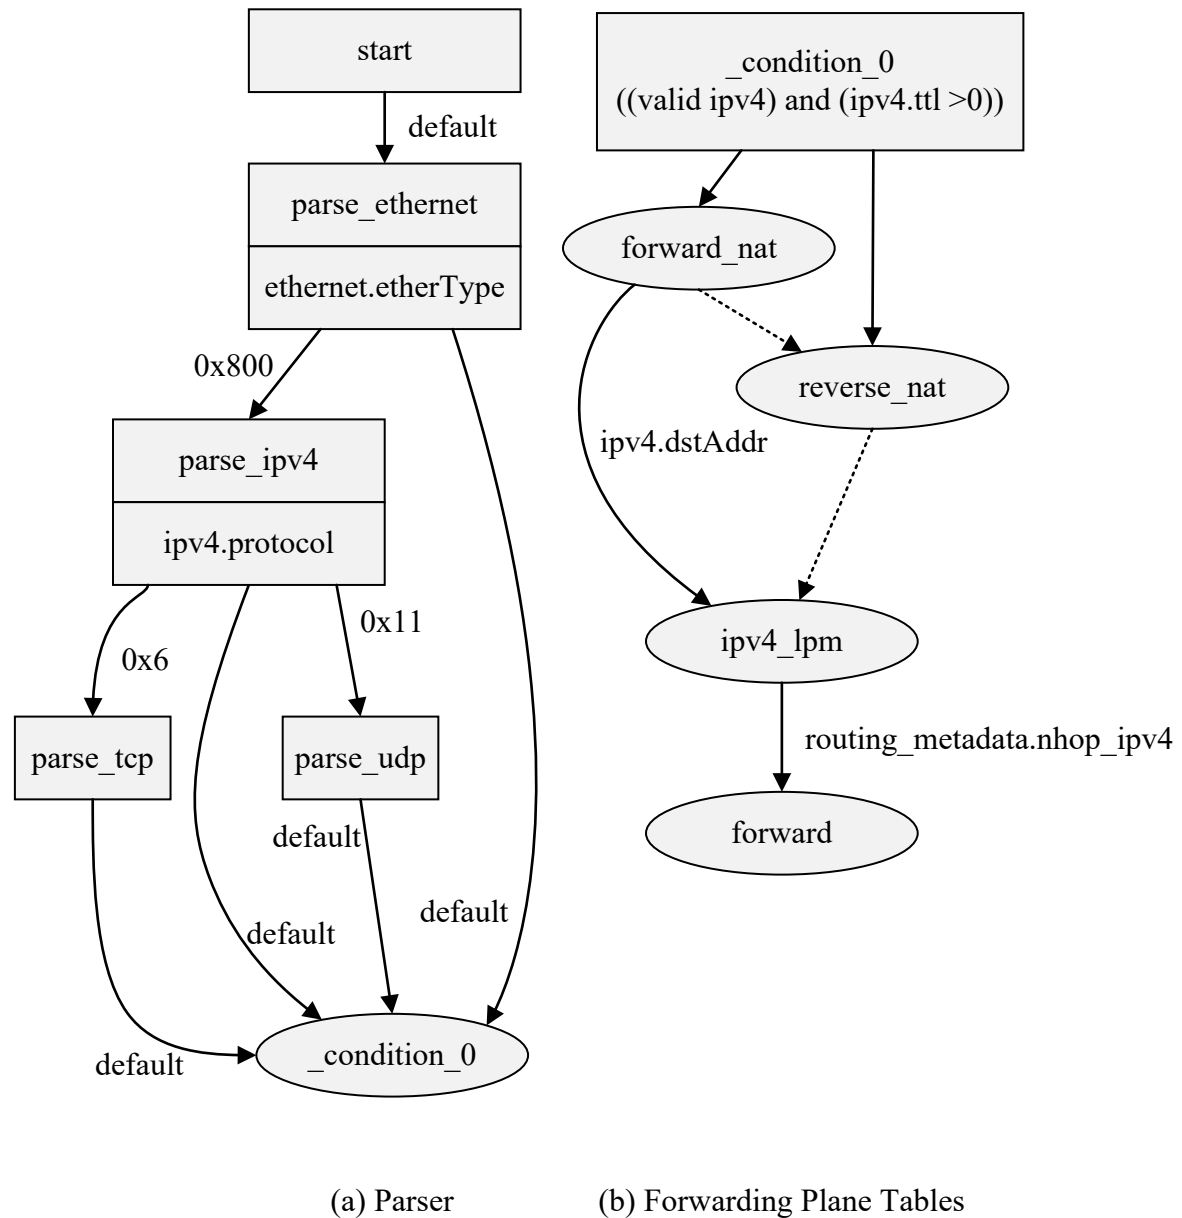 start
default
parse_ethernet
ethernet.etherType
0x800
parse_ipv4
ipv4.protocol
0x6
0x11
parse_tcp
parse_udp
default
default
default
default
_condition_0
(a) Parser
_condition_0
((valid ipv4) and (ipv4.ttl >0))
forward_nat
reverse_nat
ipv4.dstAddr
ipv4_lpm
routing_metadata.nhop_ipv4
forward
(b) Forwarding Plane Tables